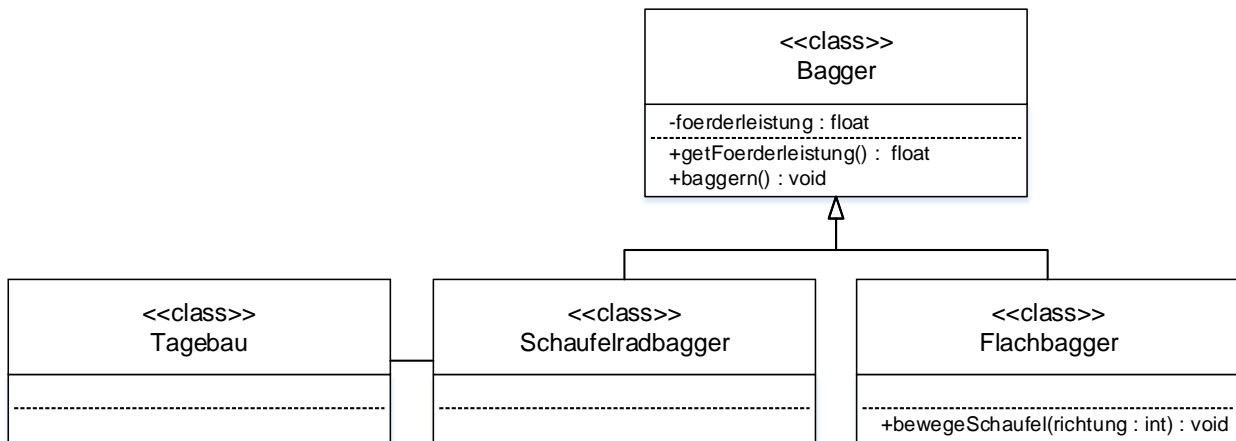 <<class>>
Bagger
-foerderleistung : float
+getFoerderleistung() : float
+baggern() : void
<<class>>
Tagebau
<<class>>
Schaufelradbagger
<<class>>
Flachbagger
+bewegeSchaufel(richtung : int) : void